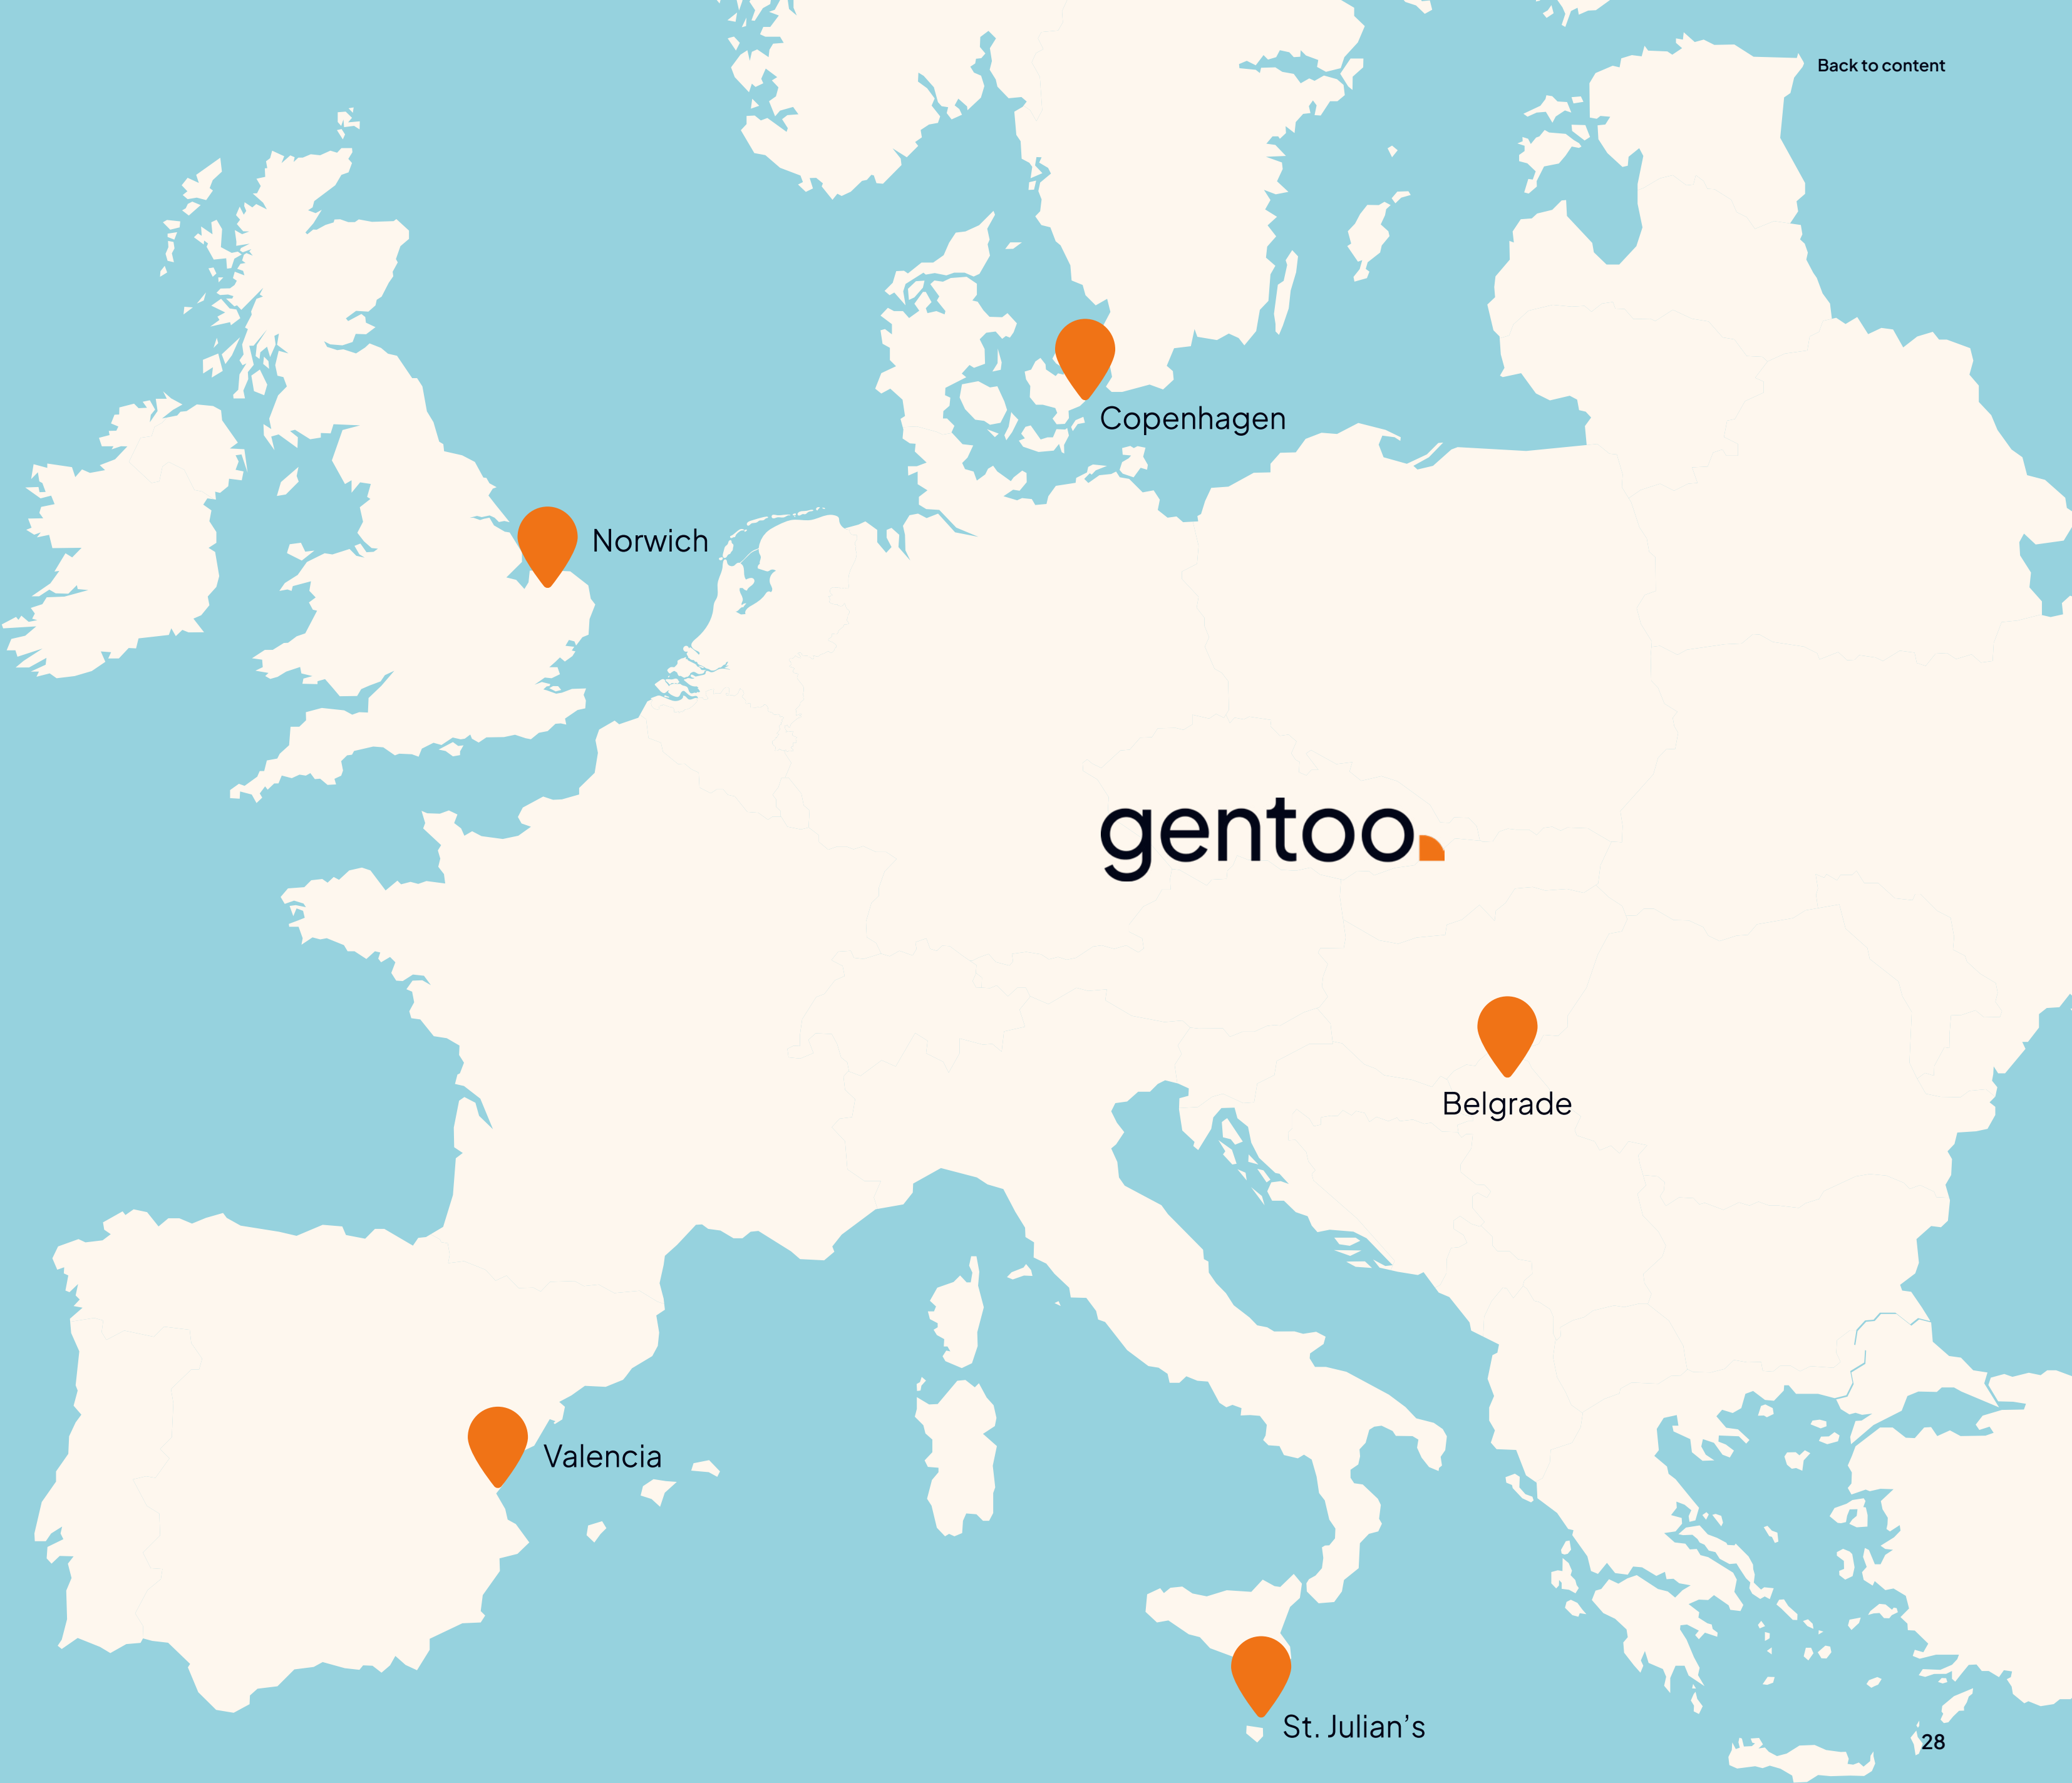 Back to content
Copenhagen
Norwich
gentoo
Belgrade
Valencia
St. Julian’s
28